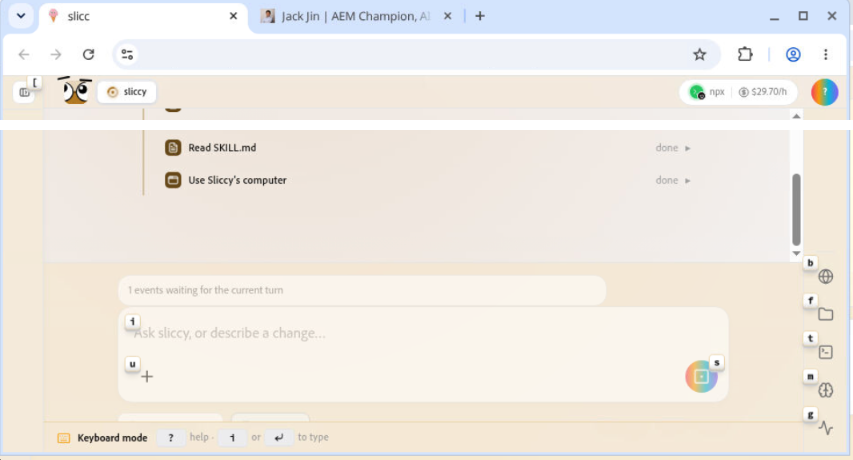 slicc
Jack Jin | AEM Champion, AI
[
sliccy
npx
$29.70/h
?
Read SKILL.md
done
Use Sliccy's computer
done
b
1 events waiting for the current turn
f
i
Ask sliccy, or describe a change...
t
u
s
m
g
Keyboard mode ? help · i or ↵ to type